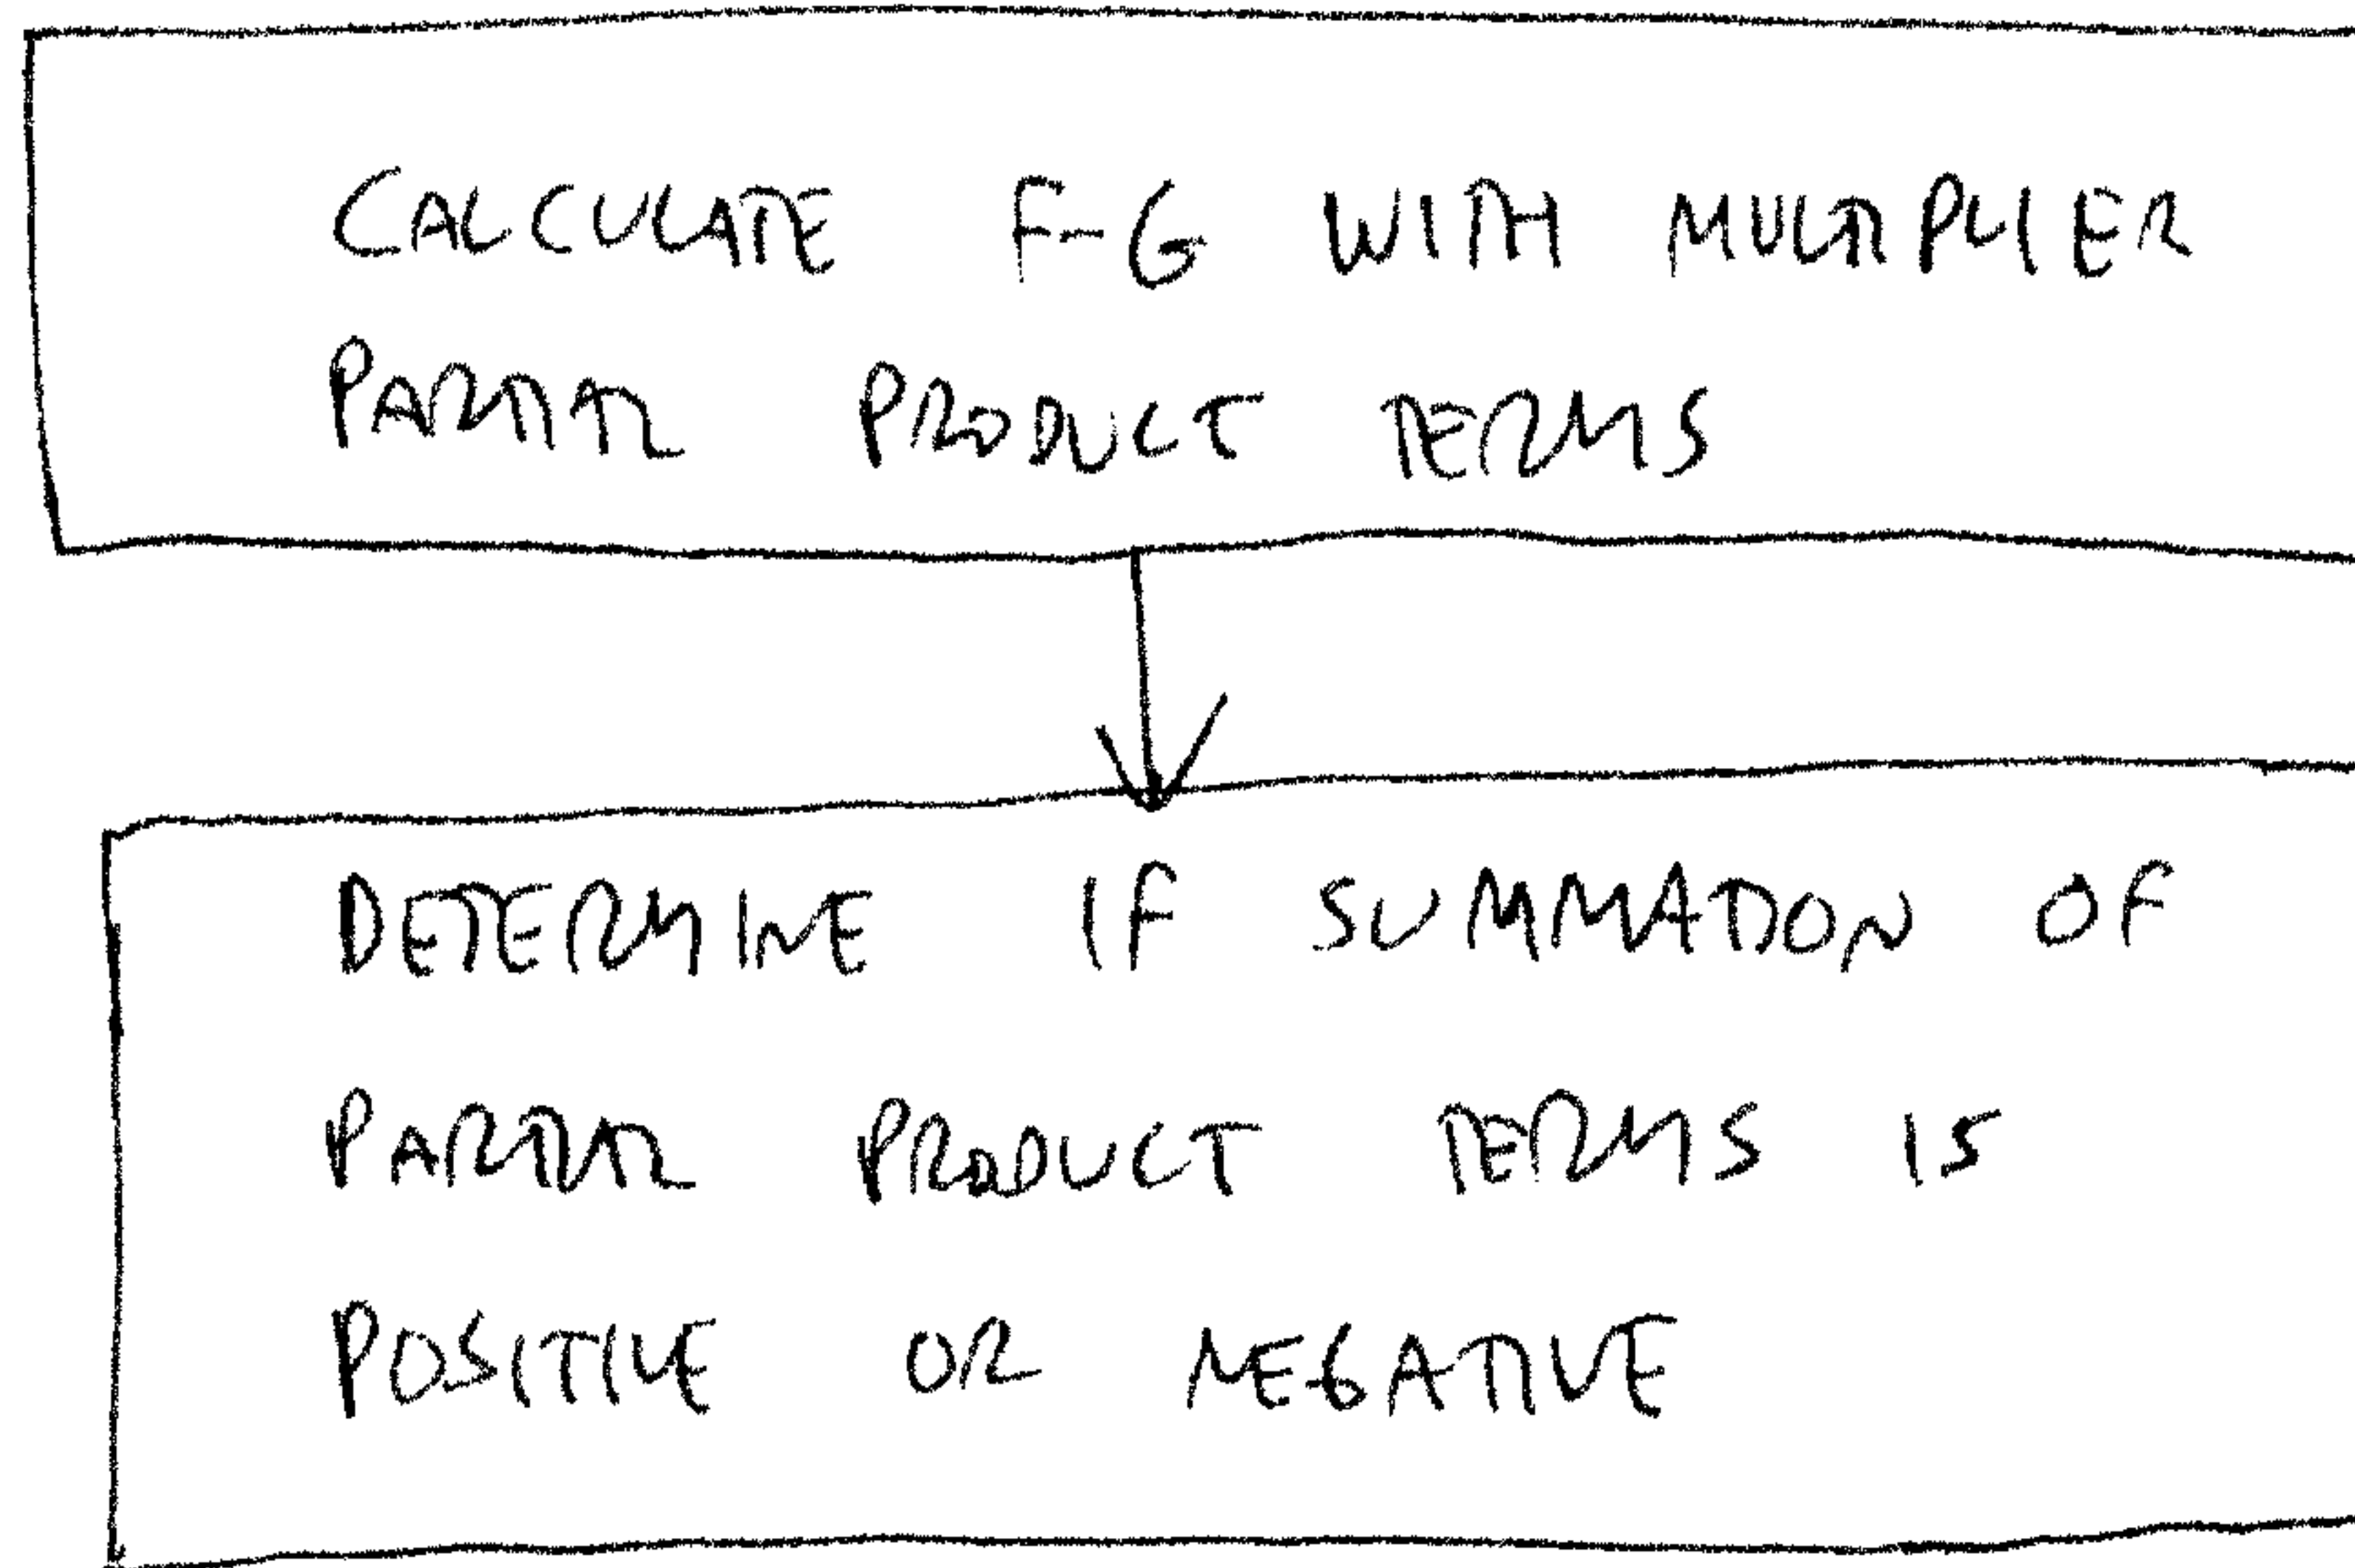 CALCULATE F-G WITH MULTIPLIER
PARTIAL PRODUCT TERMS
DETERMINE IF SUMMATION OF
PARTIAL PRODUCT TERMS IS
POSITIVE OR NEGATIVE